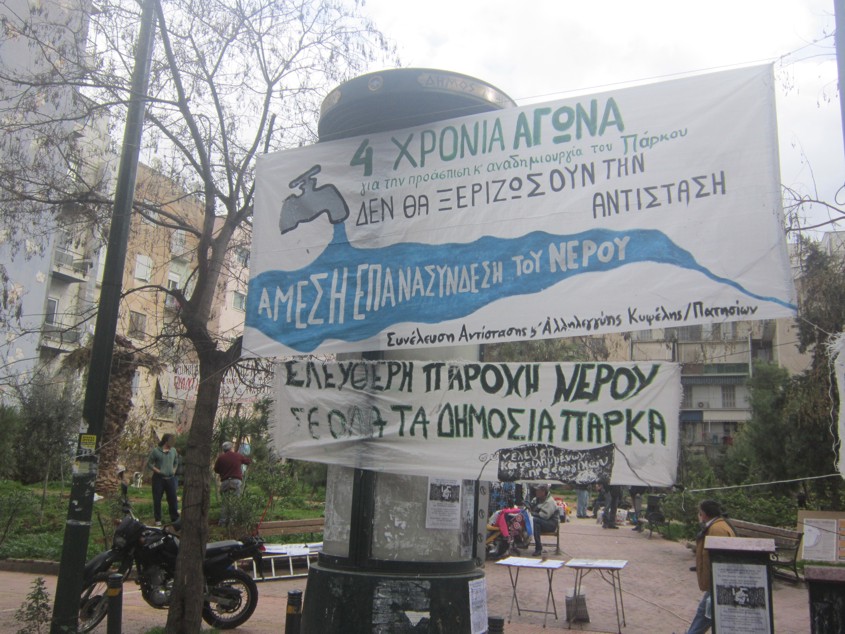 ΔΗΜΟΣ
4 ΧΡΟΝΙΑ ΑΓΩΝΑ
για την προάσπιση κ' αναδημιουργία του Πάρκου
ΔΕΝ ΘΑ ΞΕΡΙΖΩΣΟΥΝ ΤΗΝ
ΑΝΤΙΣΤΑΣΗ
ΑΜΕΣΗ ΕΠΑΝΑΣΥΝΔΕΣΗ ΤΟΥ ΝΕΡΟΥ
Συνέλευση Αντίστασης κ' Αλληλεγγύης Κυψέλης/Πατησίων
ΕΛΕΥΘΕΡΗ ΠΑΡΟΧΗ ΝΕΡΟΥ
ΣΕ ΟΛΑ ΤΑ ΔΗΜΟΣΙΑ ΠΑΡΚΑ